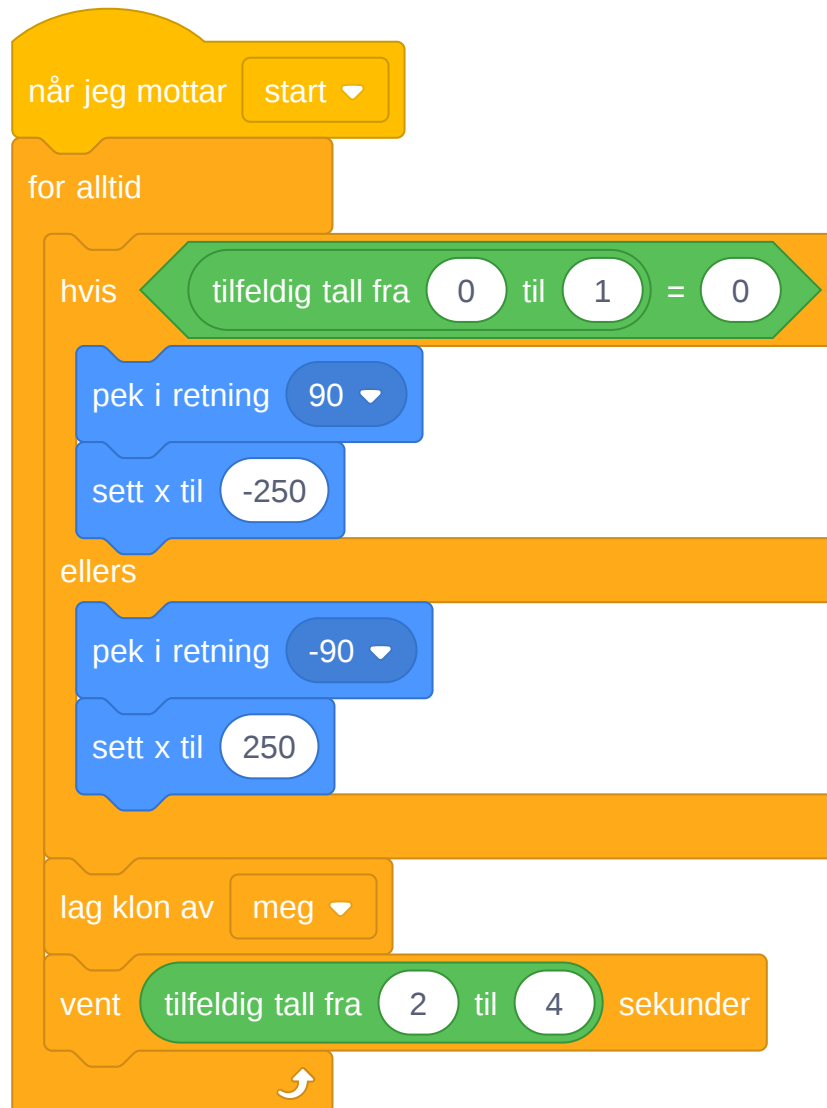 når jeg mottar start
for alltid
hvis tilfeldig tall fra 0 til 1 = 0
pek i retning 90
sett x til -250
ellers
pek i retning -90
sett x til 250
lag klon av meg
vent tilfeldig tall fra 2 til 4 sekunder